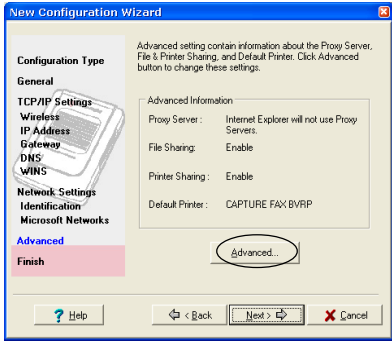 New Configuration Wizard
Configuration Type
General
TCP/IP Settings
Wireless
IP Address
Gateway
DNS
WINS
Network Settings
Identification
Microsoft Networks
Advanced
Finish
Advanced setting contain information about the Proxy Server,
File & Printer Sharing, and Default Printer. Click Advanced
button to change these settings.
Advanced Information
Proxy Server : Internet Explorer will not use Proxy
Servers.
File Sharing: Enable
Printer Sharing : Enable
Default Printer : CAPTURE FAX BVRP
Advanced...
? Help
< Back
Next >
Cancel